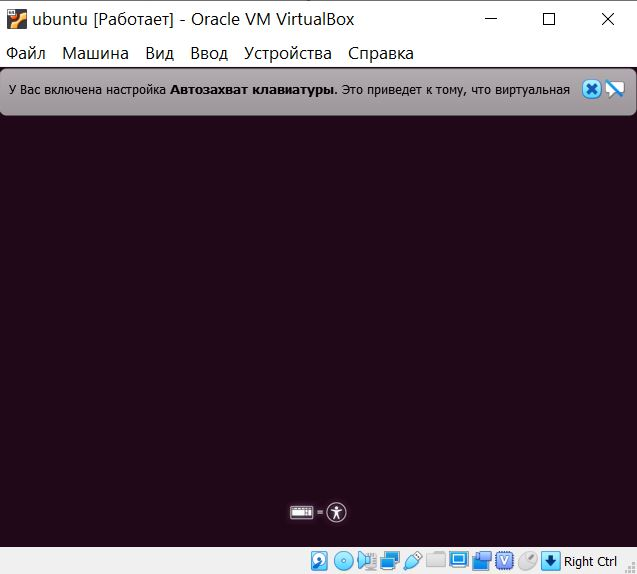 ubuntu [Работает] - Oracle VM VirtualBox
Файл Машина Вид Ввод Устройства Справка
У Вас включена настройка Автозахват клавиатуры. Это приведет к тому, что виртуальная
=
Right Ctrl